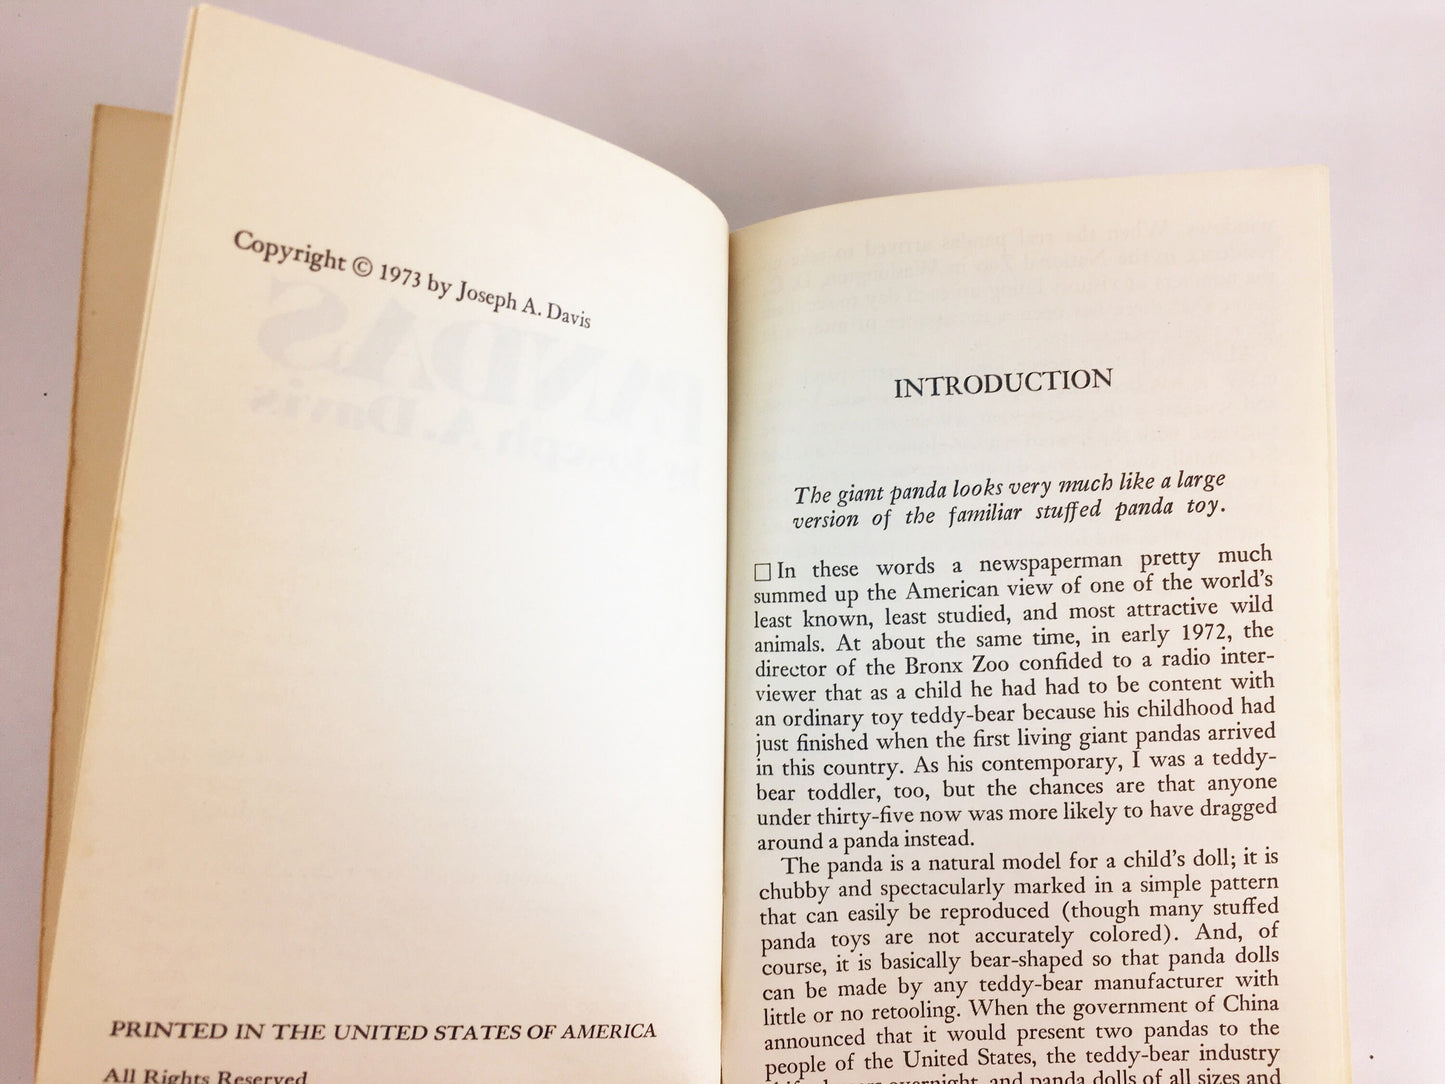 Copyright © 1973 by Joseph A. Davis
PRINTED IN THE UNITED STATES OF AMERICA
All Rights Reserved
INTRODUCTION
The giant panda looks very much like a large
version of the familiar stuffed panda toy.
□ In these words a newspaperman pretty much
summed up the American view of one of the world's
least known, least studied, and most attractive wild
animals. At about the same time, in early 1972, the
director of the Bronx Zoo confided to a radio inter-
viewer that as a child he had had to be content with
an ordinary toy teddy-bear because his childhood had
just finished when the first living giant pandas arrived
in this country. As his contemporary, I was a teddy-
bear toddler, too, but the chances are that anyone
under thirty-five now was more likely to have dragged
around a panda instead.
The panda is a natural model for a child's doll; it is
chubby and spectacularly marked in a simple pattern
that can easily be reproduced (though many stuffed
panda toys are not accurately colored). And, of
course, it is basically bear-shaped so that panda dolls
can be made by any teddy-bear manufacturer with
little or no retooling. When the government of China
announced that it would present two pandas to the
people of the United States, the teddy-bear industry
overnight, and panda dolls of all sizes and